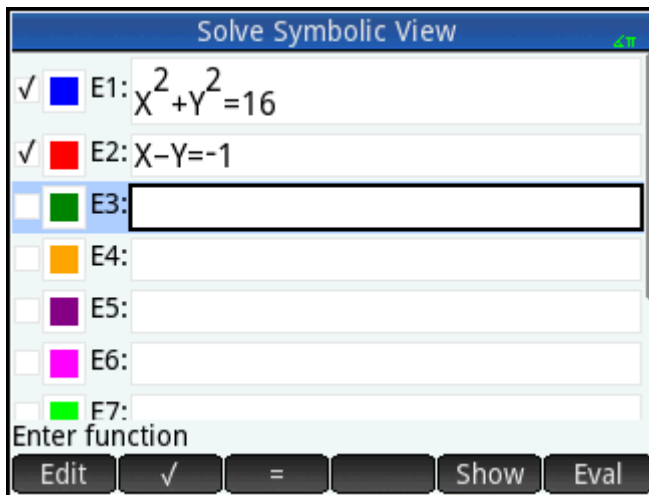 Solve Symbolic View
∡π
√ E1: X²+Y²=16
√ E2: X−Y=-1
E3:
E4:
E5:
E6:
E7:
Enter function
Edit √ = Show Eval